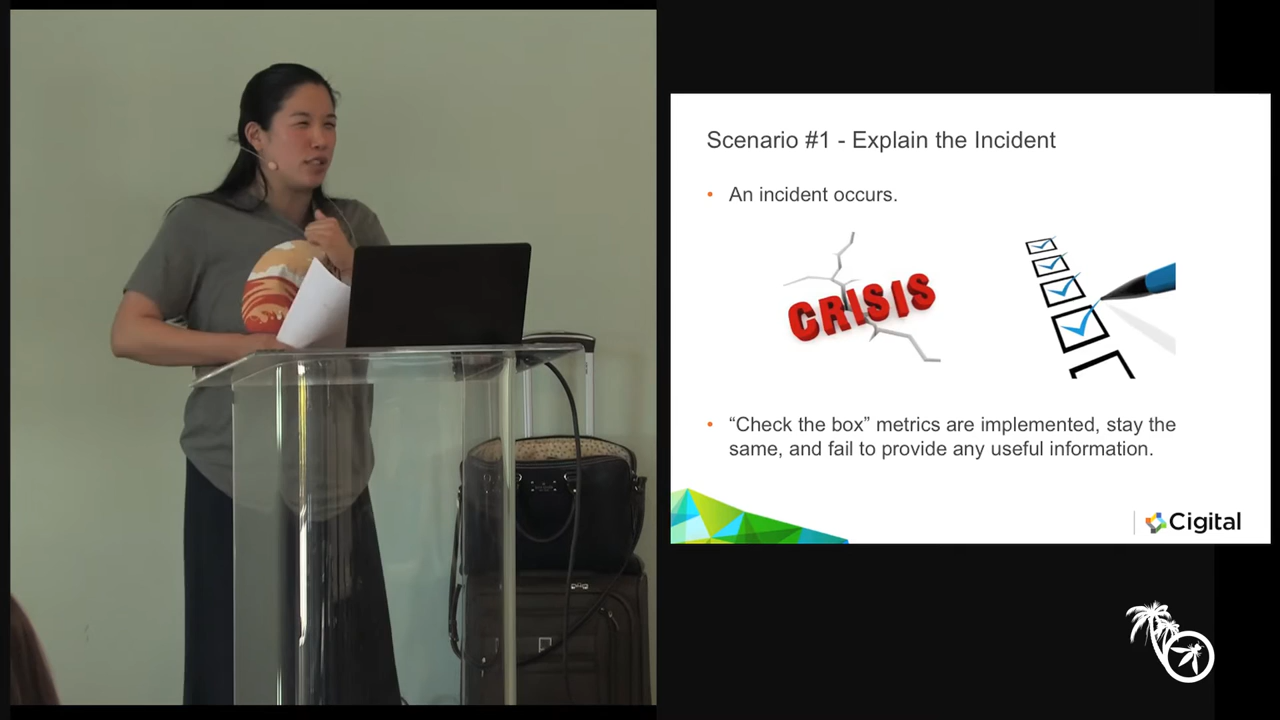 Scenario #1 - Explain the Incident
• An incident occurs.
CRISIS
• “Check the box” metrics are implemented, stay the
same, and fail to provide any useful information.
Cigital